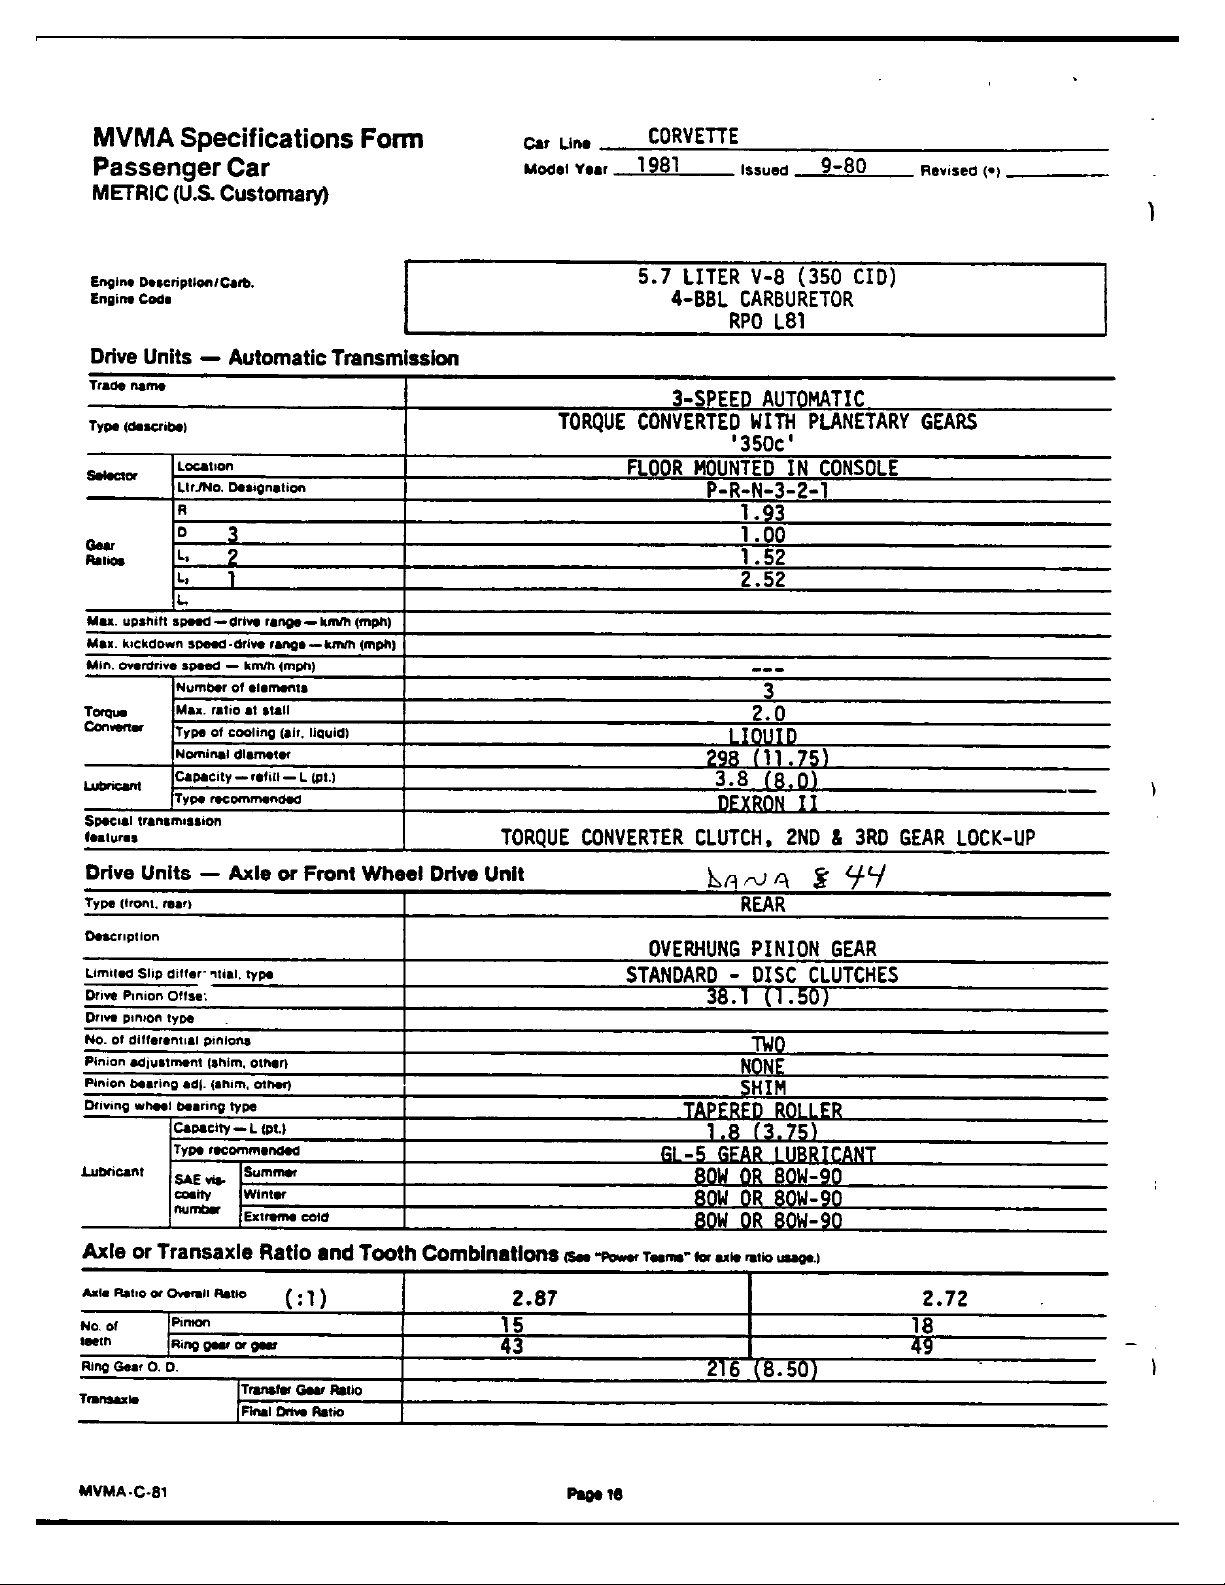 MVMA Specifications Form
Passenger Car
METRIC (U.S. Customary)
Car Line CORVETTE
Model Year 1981 Issued 9-80 Revised (•)
Engine Description/Carb.
Engine Code
5.7 LITER V-8 (350 CID)
4-BBL CARBURETOR
RPO L81
Drive Units — Automatic Transmission
Trade name 3-SPEED AUTOMATIC
Type (describe) TORQUE CONVERTED WITH PLANETARY GEARS
'350c'
Selector
Location FLOOR MOUNTED IN CONSOLE
Ltr./No. Designation P-R-N-3-2-1
Gear Ratios
R 1.93
D 3 1.00
L₃ 2 1.52
L₂ 1 2.52
L₁
Max. upshift speed — drive range — km/h (mph)
Max. kickdown speed - drive range — km/h (mph)
Min. overdrive speed — km/h (mph) ---
Torque Converter
Number of elements 3
Max. ratio at stall 2.0
Type of cooling (air, liquid) LIQUID
Nominal diameter 298 (11.75)
Lubricant
Capacity — refill — L (pt.) 3.8 (8.0)
Type recommended DEXRON II
Special transmission
features TORQUE CONVERTER CLUTCH, 2ND & 3RD GEAR LOCK-UP
Drive Units — Axle or Front Wheel Drive Unit DANA 44
Type (front, rear) REAR
Description OVERHUNG PINION GEAR
Limited Slip differential, type STANDARD - DISC CLUTCHES
Drive Pinion Offset 38.1 (1.50)
Drive pinion type
No. of differential pinions TWO
Pinion adjustment (shim, other) NONE
Pinion bearing adj. (shim, other) SHIM
Driving wheel bearing type TAPERED ROLLER
Lubricant
Capacity — L (pt.) 1.8 (3.75)
Type recommended GL-5 GEAR LUBRICANT
SAE vis-
cosity
number
Summer 80W OR 80W-90
Winter 80W OR 80W-90
Extreme cold 80W OR 80W-90
Axle or Transaxle Ratio and Tooth Combinations (See "Power Teams" for axle ratio usage.)
Axle Ratio or Overall Ratio (:1) 2.87 2.72
No. of teeth
Pinion 15 18
Ring gear or gear 43 49
Ring Gear O. D. 216 (8.50)
Transaxle
Transfer Gear Ratio
Final Drive Ratio
MVMA-C-81
Page 16